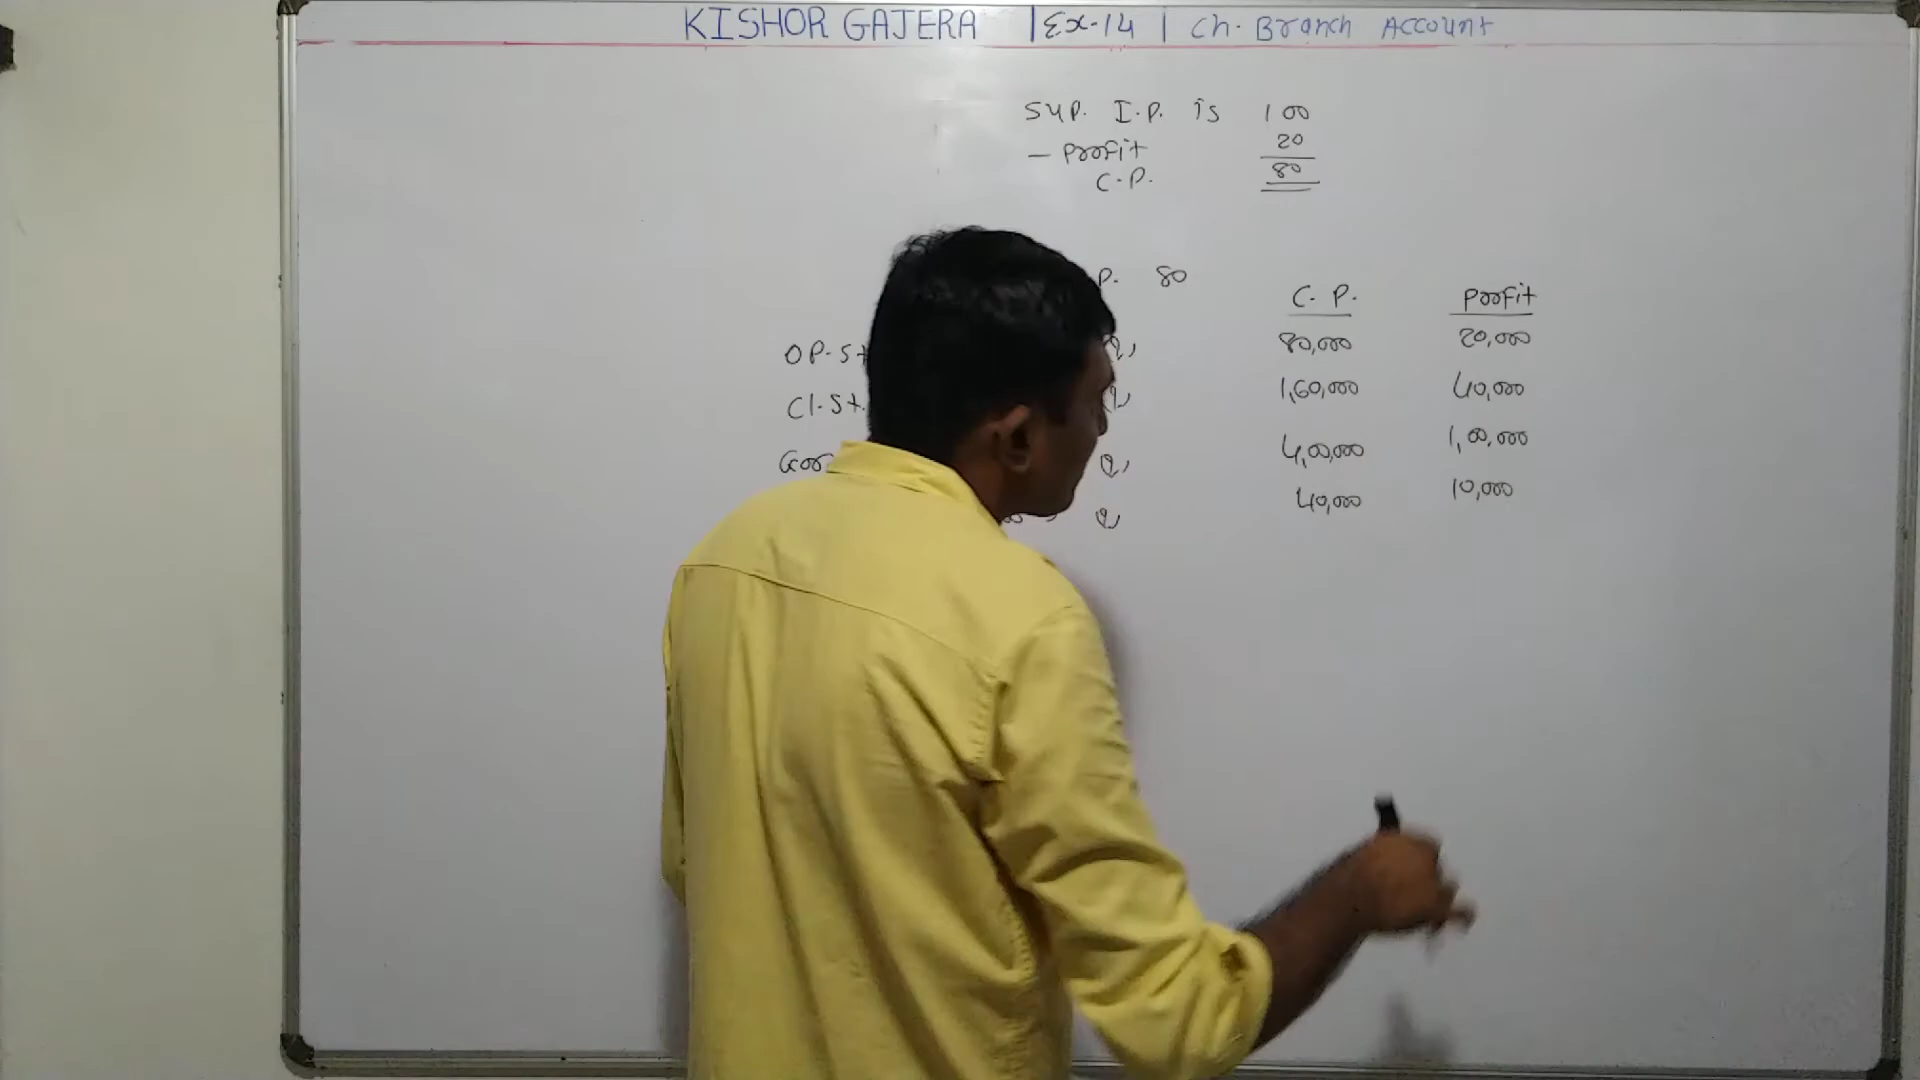 KISHOR GAJERA | Ex-14 | Ch. Branch Account
Sup. I.P. is 100
- Profit 20
C.P. 80
P. 80
C. P. Profit
OP. St 80,000 20,000
Cl. St. 1,60,000 40,000
Goo 4,00,000 1,00,000
40,000 10,000